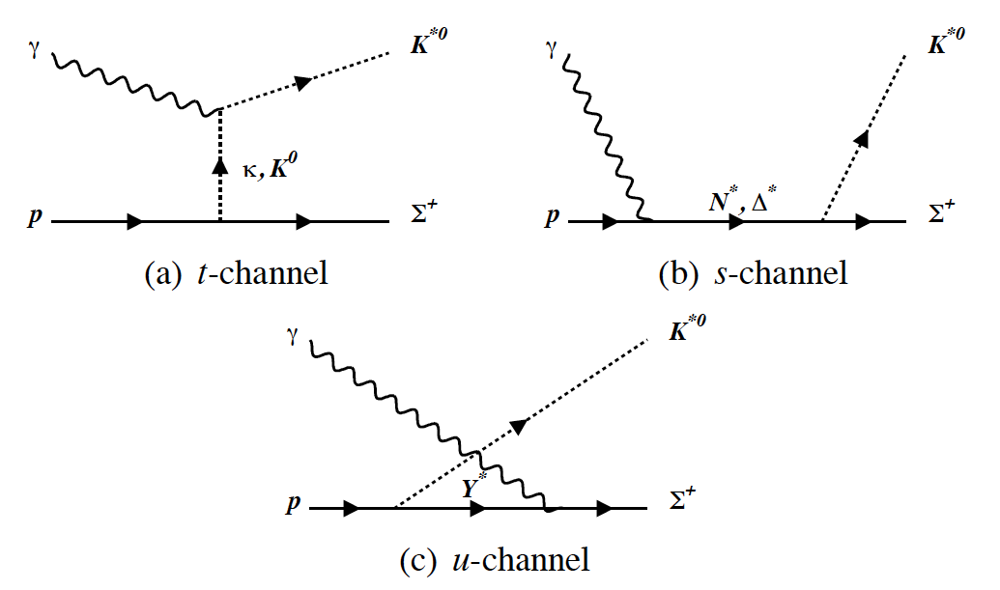 γ
K*0
κ, K0
p
Σ+
(a) t-channel
γ
K*0
N*, Δ*
p
Σ+
(b) s-channel
γ
K*0
Y*
p
Σ+
(c) u-channel